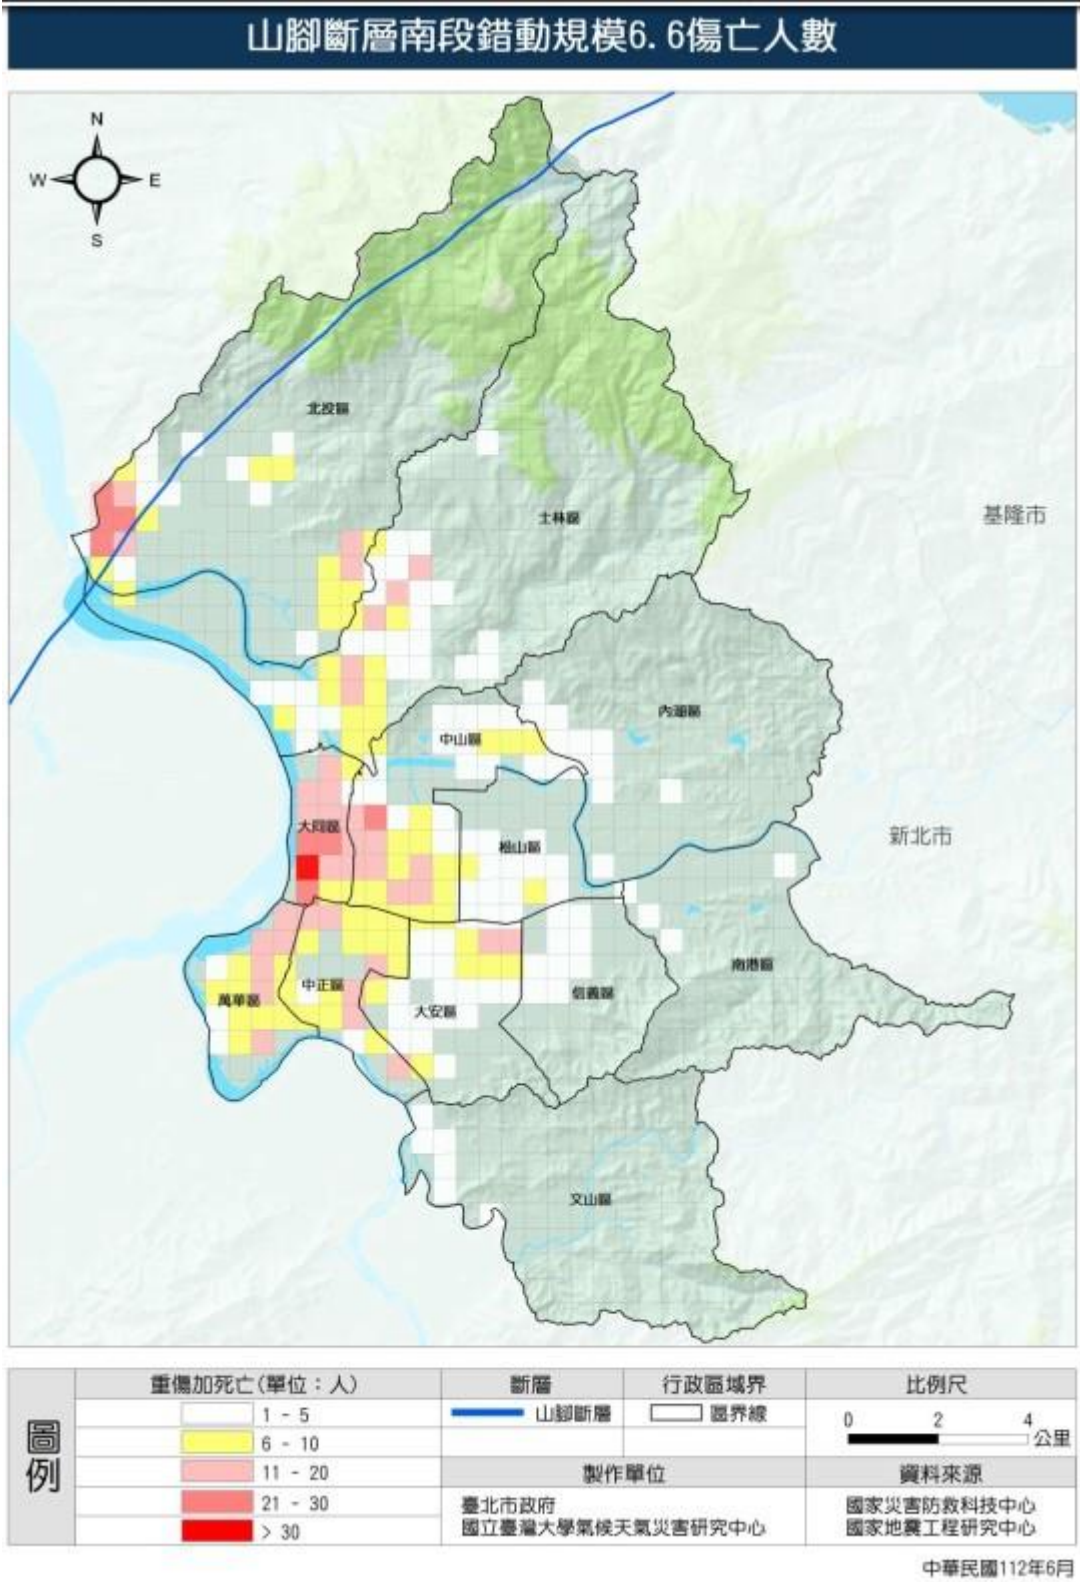 山腳斷層南段錯動規模6.6傷亡人數
N
W
E
S
北投區
士林區
基隆市
內湖區
中山區
大同區
松山區
新北市
南港區
中正區
信義區
萬華區
大安區
文山區
圖例
重傷加死亡(單位：人)
1 - 5
6 - 10
11 - 20
21 - 30
> 30
斷層
山腳斷層
行政區域界
區界線
比例尺
0 2 4
公里
製作單位
臺北市政府
國立臺灣大學氣候天氣災害研究中心
資料來源
國家災害防救科技中心
國家地震工程研究中心
中華民國112年6月